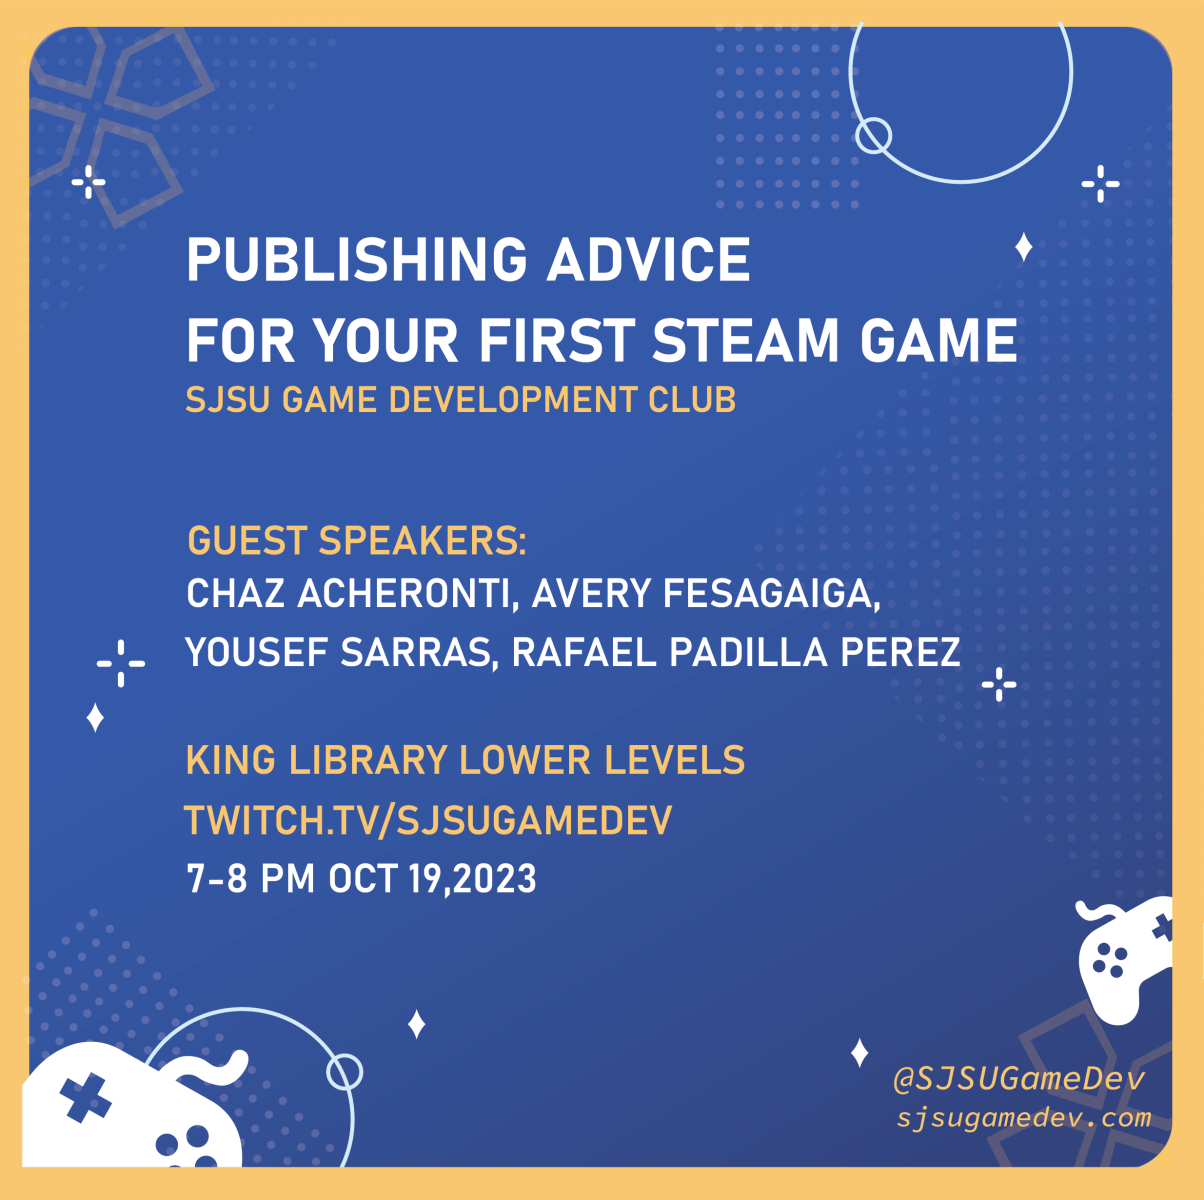 PUBLISHING ADVICE
FOR YOUR FIRST STEAM GAME
SJSU GAME DEVELOPMENT CLUB
GUEST SPEAKERS:
CHAZ ACHERONTI, AVERY FESAGAIGA,
YOUSEF SARRAS, RAFAEL PADILLA PEREZ
KING LIBRARY LOWER LEVELS
TWITCH.TV/SJSUGAMEDEV
7-8 PM OCT 19,2023
@SJSUGameDev
sjsugamedev.com